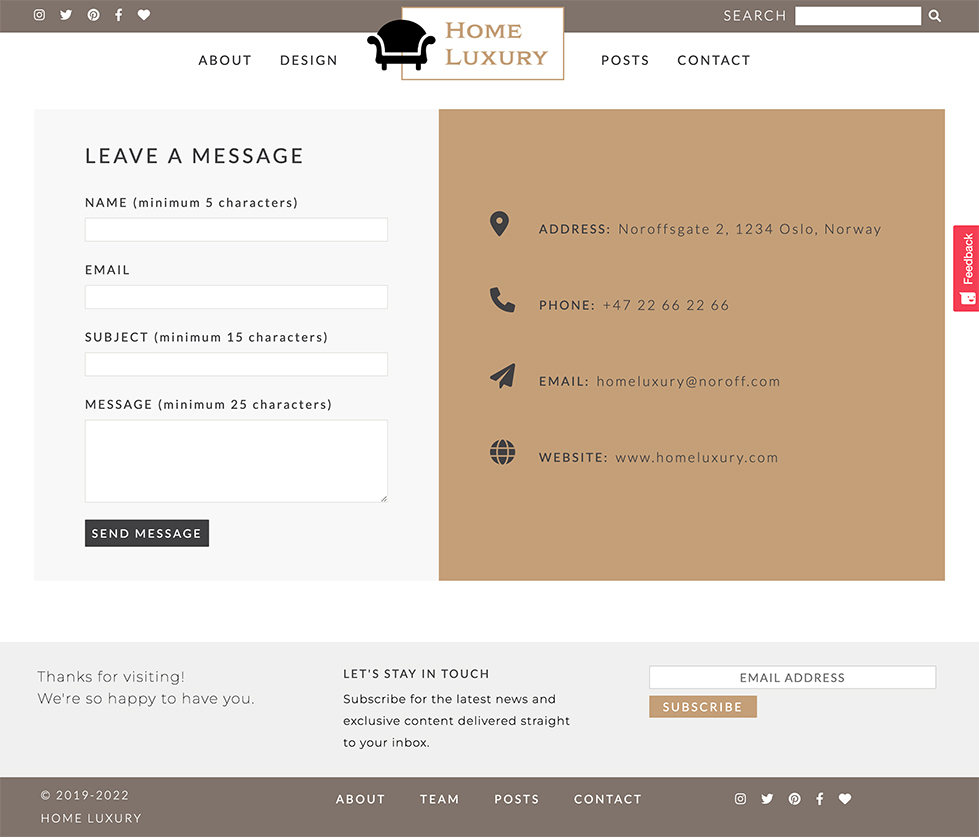 SEARCH
HOME
LUXURY
ABOUT DESIGN POSTS CONTACT
LEAVE A MESSAGE
NAME (minimum 5 characters)
EMAIL
SUBJECT (minimum 15 characters)
MESSAGE (minimum 25 characters)
SEND MESSAGE
ADDRESS: Noroffsgate 2, 1234 Oslo, Norway
PHONE: +47 22 66 22 66
EMAIL: homeluxury@noroff.com
WEBSITE: www.homeluxury.com
Feedback
Thanks for visiting!
We're so happy to have you.
LET'S STAY IN TOUCH
Subscribe for the latest news and
exclusive content delivered straight
to your inbox.
EMAIL ADDRESS
SUBSCRIBE
© 2019-2022
HOME LUXURY
ABOUT TEAM POSTS CONTACT